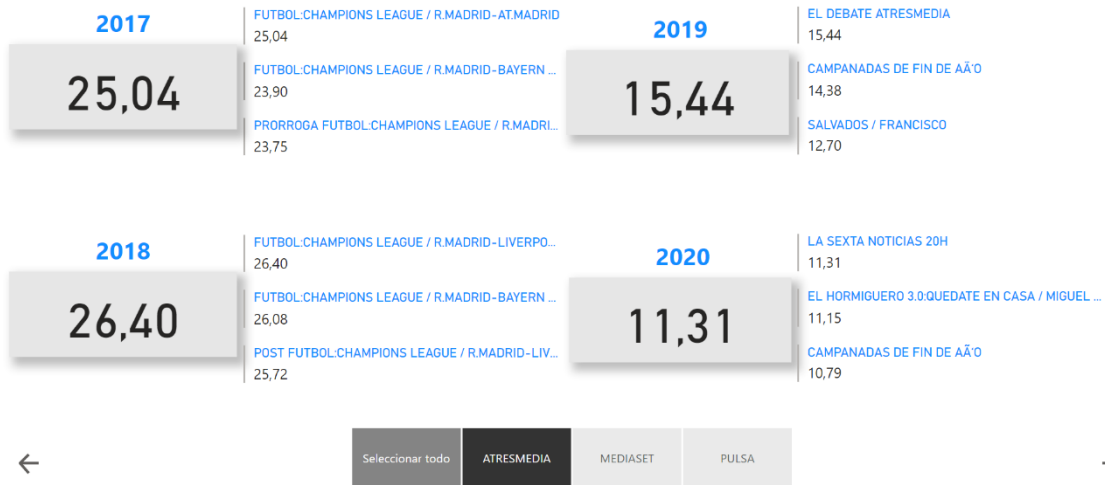 2017
25,04
FUTBOL:CHAMPIONS LEAGUE / R.MADRID-AT.MADRID
25,04
FUTBOL:CHAMPIONS LEAGUE / R.MADRID-BAYERN ...
23,90
PRORROGA FUTBOL:CHAMPIONS LEAGUE / R.MADRI...
23,75
2019
15,44
EL DEBATE ATRESMEDIA
15,44
CAMPANADAS DE FIN DE AÃ‘O
14,38
SALVADOS / FRANCISCO
12,70
2018
26,40
FUTBOL:CHAMPIONS LEAGUE / R.MADRID-LIVERPO...
26,40
FUTBOL:CHAMPIONS LEAGUE / R.MADRID-BAYERN ...
26,08
POST FUTBOL:CHAMPIONS LEAGUE / R.MADRID-LIV...
25,72
2020
11,31
LA SEXTA NOTICIAS 20H
11,31
EL HORMIGUERO 3.0:QUEDATE EN CASA / MIGUEL ...
11,15
CAMPANADAS DE FIN DE AÃ‘O
10,79
Seleccionar todo
ATRESMEDIA
MEDIASET
PULSA